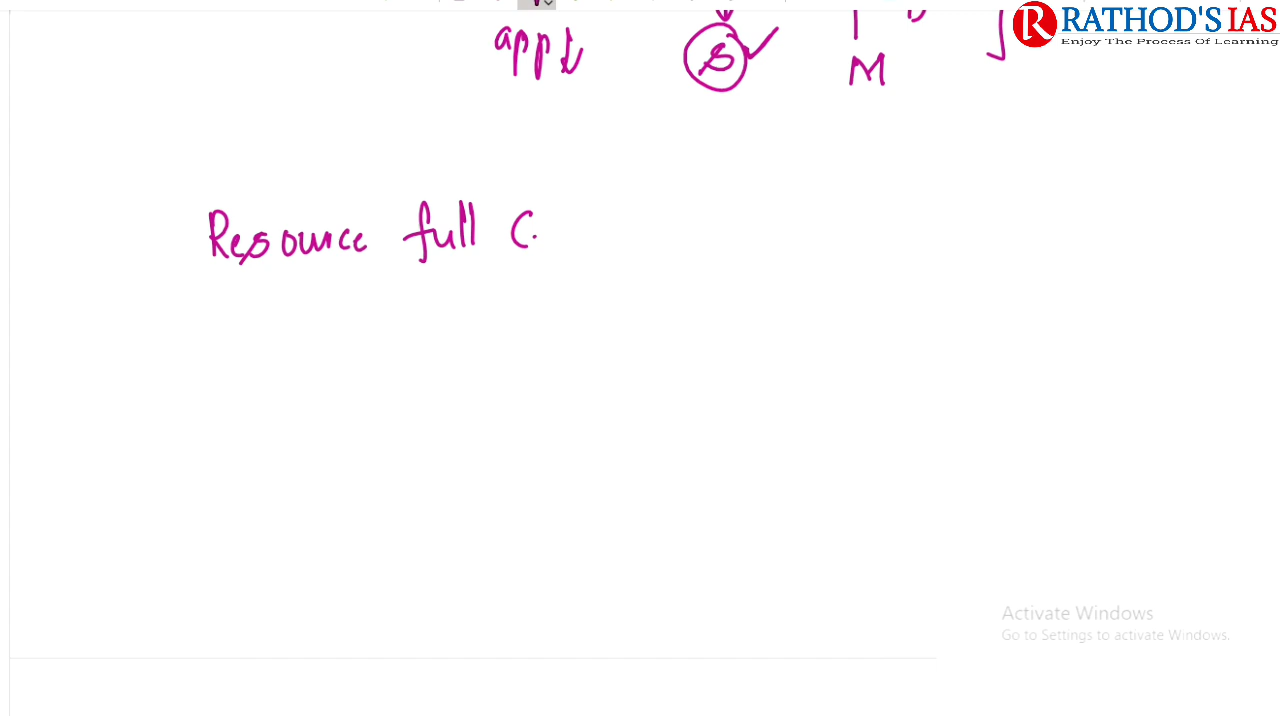 RATHOD'S IAS
Enjoy The Process Of Learning
appt
S
M
Resource full C
Activate Windows
Go to Settings to activate Windows.